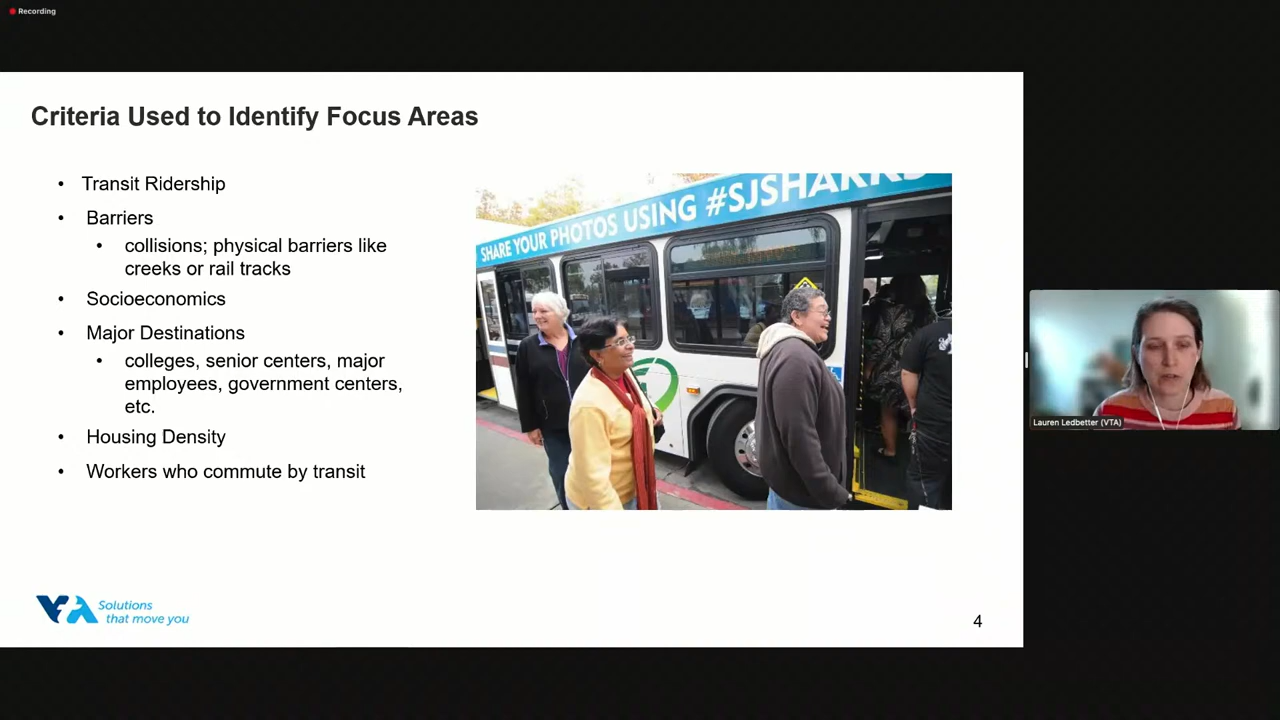 Recording
Criteria Used to Identify Focus Areas
• Transit Ridership
• Barriers
• collisions; physical barriers like
creeks or rail tracks
• Socioeconomics
• Major Destinations
• colleges, senior centers, major
employees, government centers,
etc.
• Housing Density
• Workers who commute by transit
SHARE YOUR PHOTOS USING #SJSHARKS
Lauren Ledbetter (VTA)
VTA Solutions
that move you
4